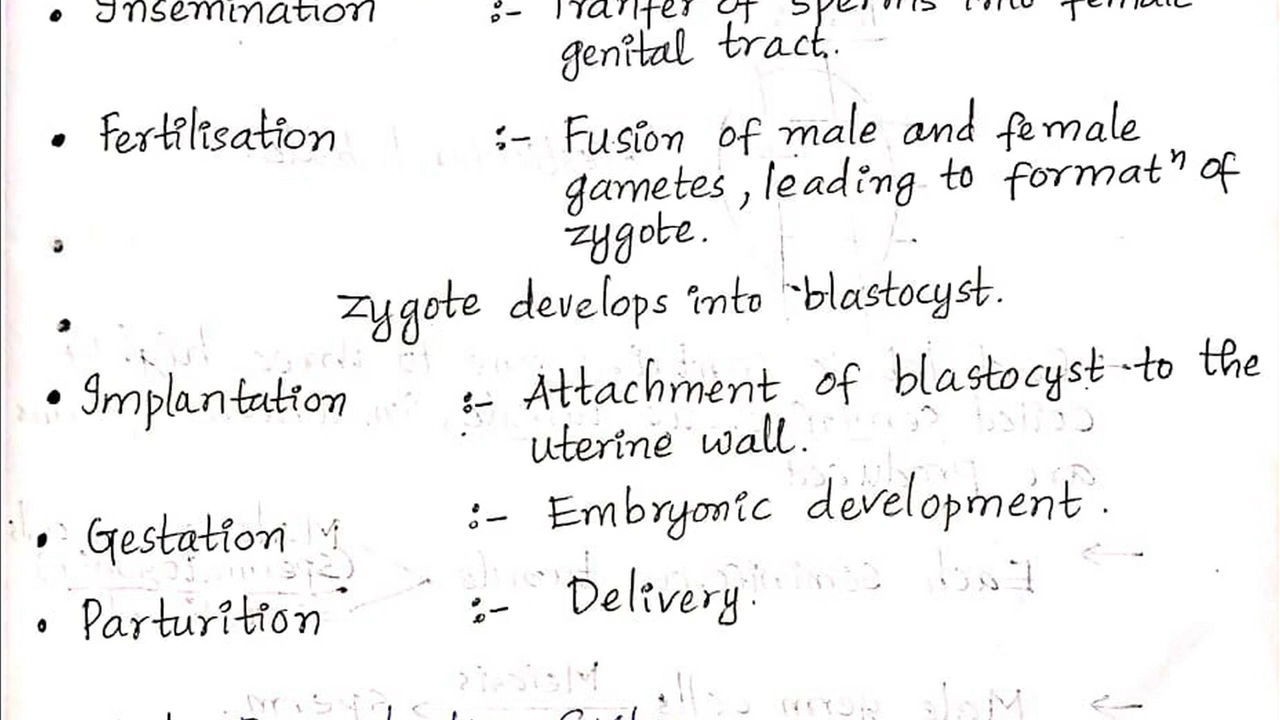 • Insemination :- Tranfer of sperms into female
genital tract.
• Fertilisation :- Fusion of male and female
gametes, leading to formatⁿ of
zygote.
zygote develops into blastocyst.
• Implantation :- Attachment of blastocyst to the
uterine wall.
• Gestation :- Embryonic development.
• Parturition :- Delivery.